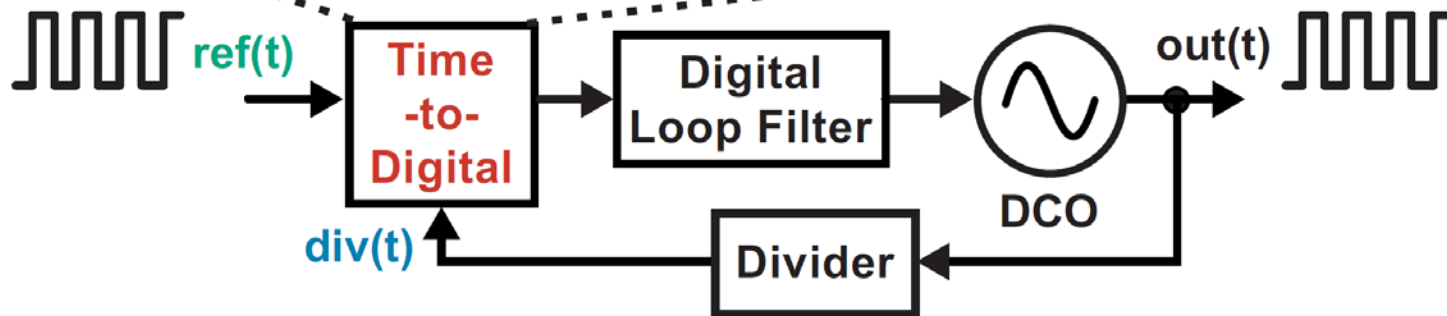 ref(t)
Time
-to-
Digital
Digital
Loop Filter
DCO
out(t)
div(t)
Divider